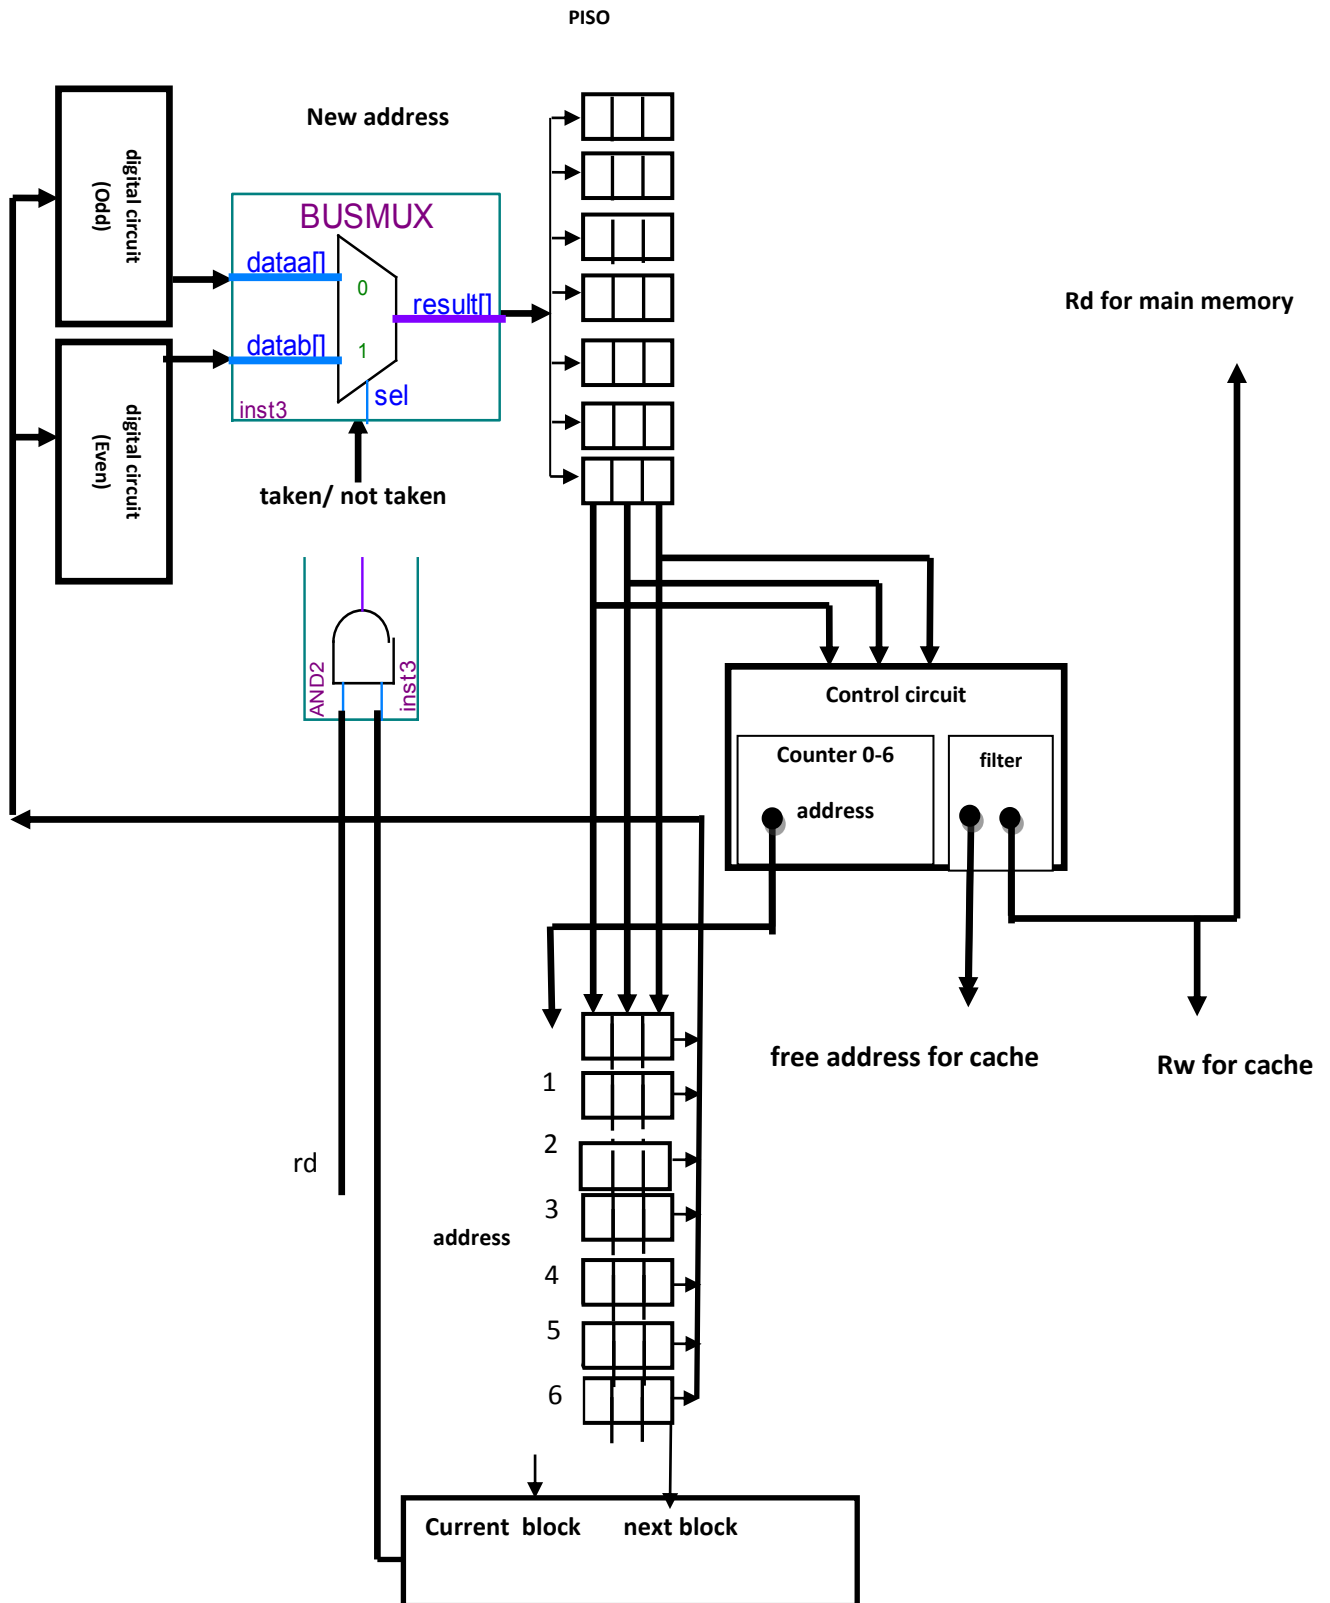 PISO
New address
digital circuit
(Odd)
BUSMUX
dataa[]
0
result[]
datab[]
1
sel
inst3
Rd for main memory
digital circuit
(Even)
taken/ not taken
AND2
inst3
Control circuit
Counter 0-6
filter
address
free address for cache
Rw for cache
1
2
rd
3
address
4
5
6
Current block next block